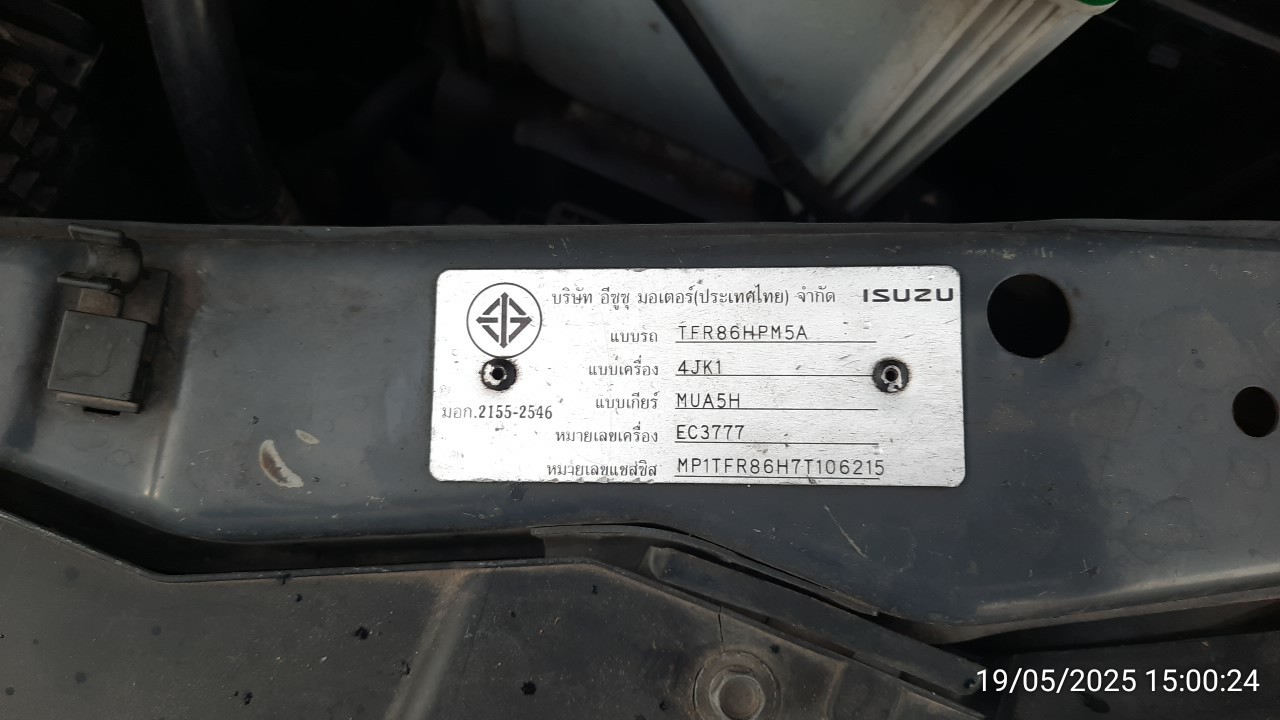 บริษัท อีซูซุ มอเตอร์(ประเทศไทย) จำกัด ISUZU
แบบรถ TFR86HPM5A
แบบเครื่อง 4JK1
แบบเกียร์ MUA5H
มอก.2155-2546
หมายเลขเครื่อง EC3777
หมายเลขแชสซีส MP1TFR86H7T106215
19/05/2025 15:00:24